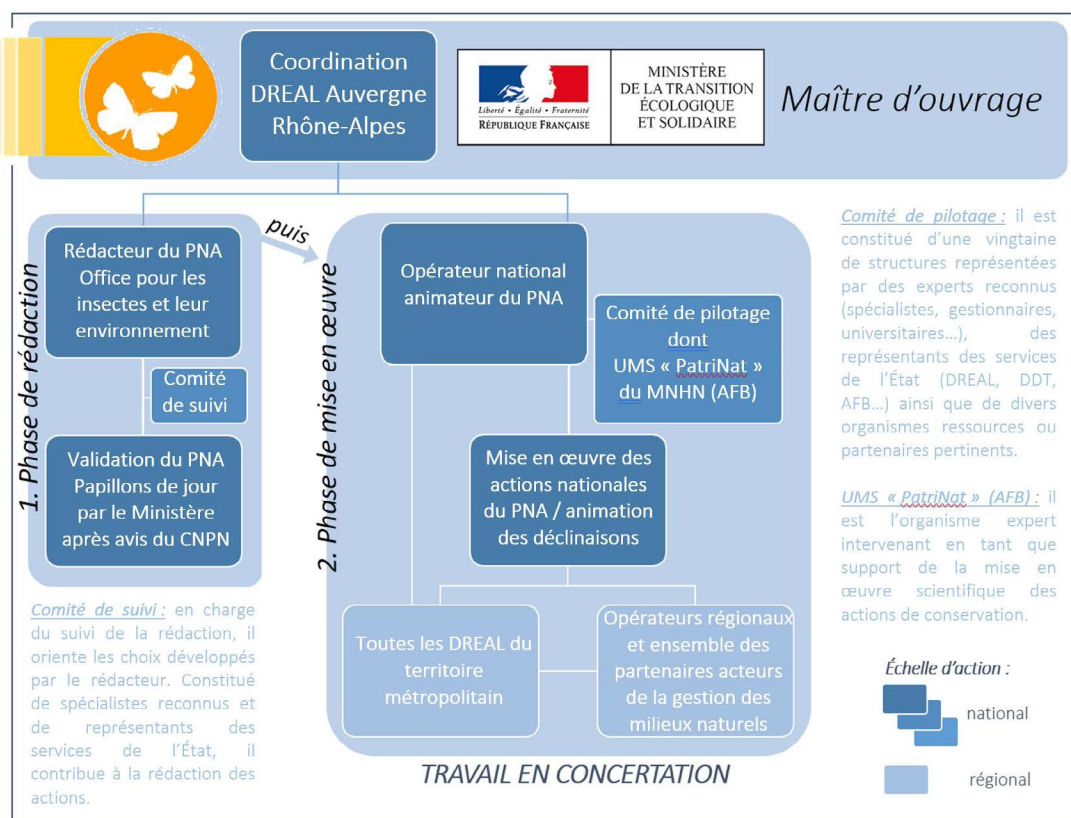 Coordination
DREAL Auvergne
Rhône-Alpes
Liberté • Égalité • Fraternité
RÉPUBLIQUE FRANÇAISE
MINISTÈRE
DE LA TRANSITION
ÉCOLOGIQUE
ET SOLIDAIRE
Maître d'ouvrage
1. Phase de rédaction
Rédacteur du PNA
Office pour les
insectes et leur
environnement
Comité
de suivi
Validation du PNA
Papillons de jour
par le Ministère
après avis du CNPN
Comité de suivi : en charge
du suivi de la rédaction, il
oriente les choix développés
par le rédacteur. Constitué
de spécialistes reconnus et
de représentants des
services de l'État, il
contribue à la rédaction des
actions.
puis
2. Phase de mise en œuvre
Opérateur national
animateur du PNA
Comité de pilotage
dont
UMS « PatriNat »
du MNHN (AFB)
Mise en œuvre des
actions nationales
du PNA / animation
des déclinaisons
Toutes les DREAL du
territoire
métropolitain
Opérateurs régionaux
et ensemble des
partenaires acteurs
de la gestion des
milieux naturels
TRAVAIL EN CONCERTATION
Comité de pilotage : il est
constitué d'une vingtaine
de structures représentées
par des experts reconnus
(spécialistes, gestionnaires,
universitaires…), des
représentants des services
de l'État (DREAL, DDT,
AFB…) ainsi que de divers
organismes ressources ou
partenaires pertinents.
UMS « PatriNat » (AFB) : il
est l'organisme expert
intervenant en tant que
support de la mise en
œuvre scientifique des
actions de conservation.
Échelle d'action :
national
régional